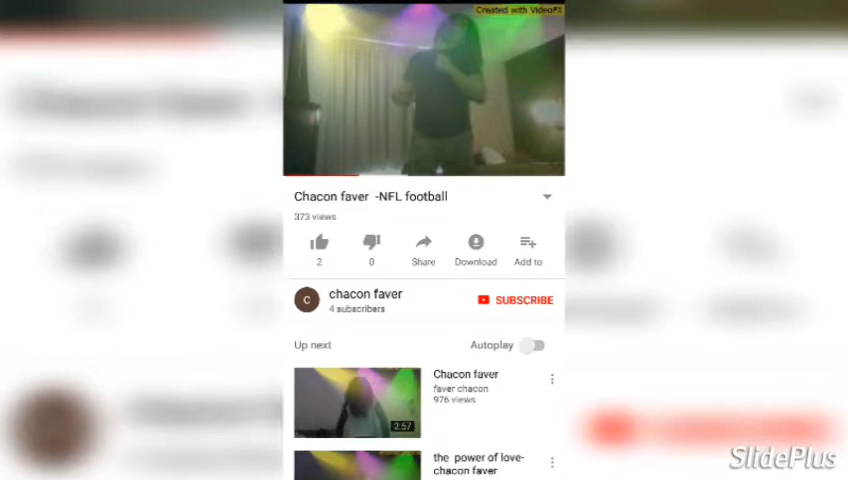 Created with VideoFX
Chacon faver -NFL football
373 views
2
0
Share
Download
Add to
C
chacon faver
4 subscribers
SUBSCRIBE
Up next
Autoplay
2:57
Chacon faver
faver chacon
976 views
the power of love-
chacon faver
SlidePlus